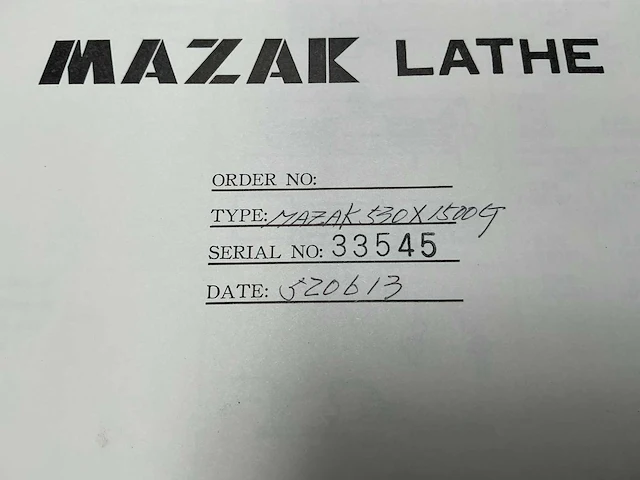 MAZAK LATHE
ORDER NO:
TYPE: MAZAK 530X1500G
SERIAL NO: 33545
DATE: 520613